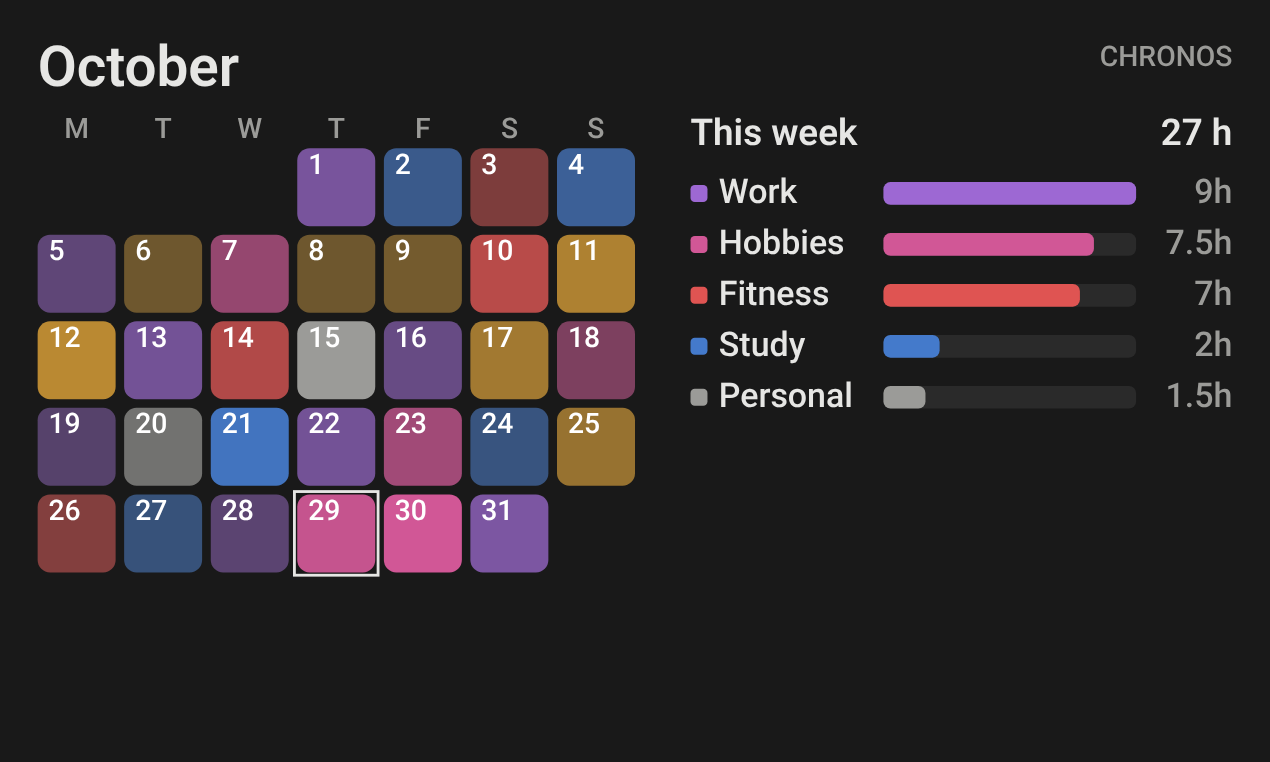 October
CHRONOS
M T W T F S S
1 2 3 4
5 6 7 8 9 10 11
12 13 14 15 16 17 18
19 20 21 22 23 24 25
26 27 28 29 30 31
This week 27 h
Work 9h
Hobbies 7.5h
Fitness 7h
Study 2h
Personal 1.5h